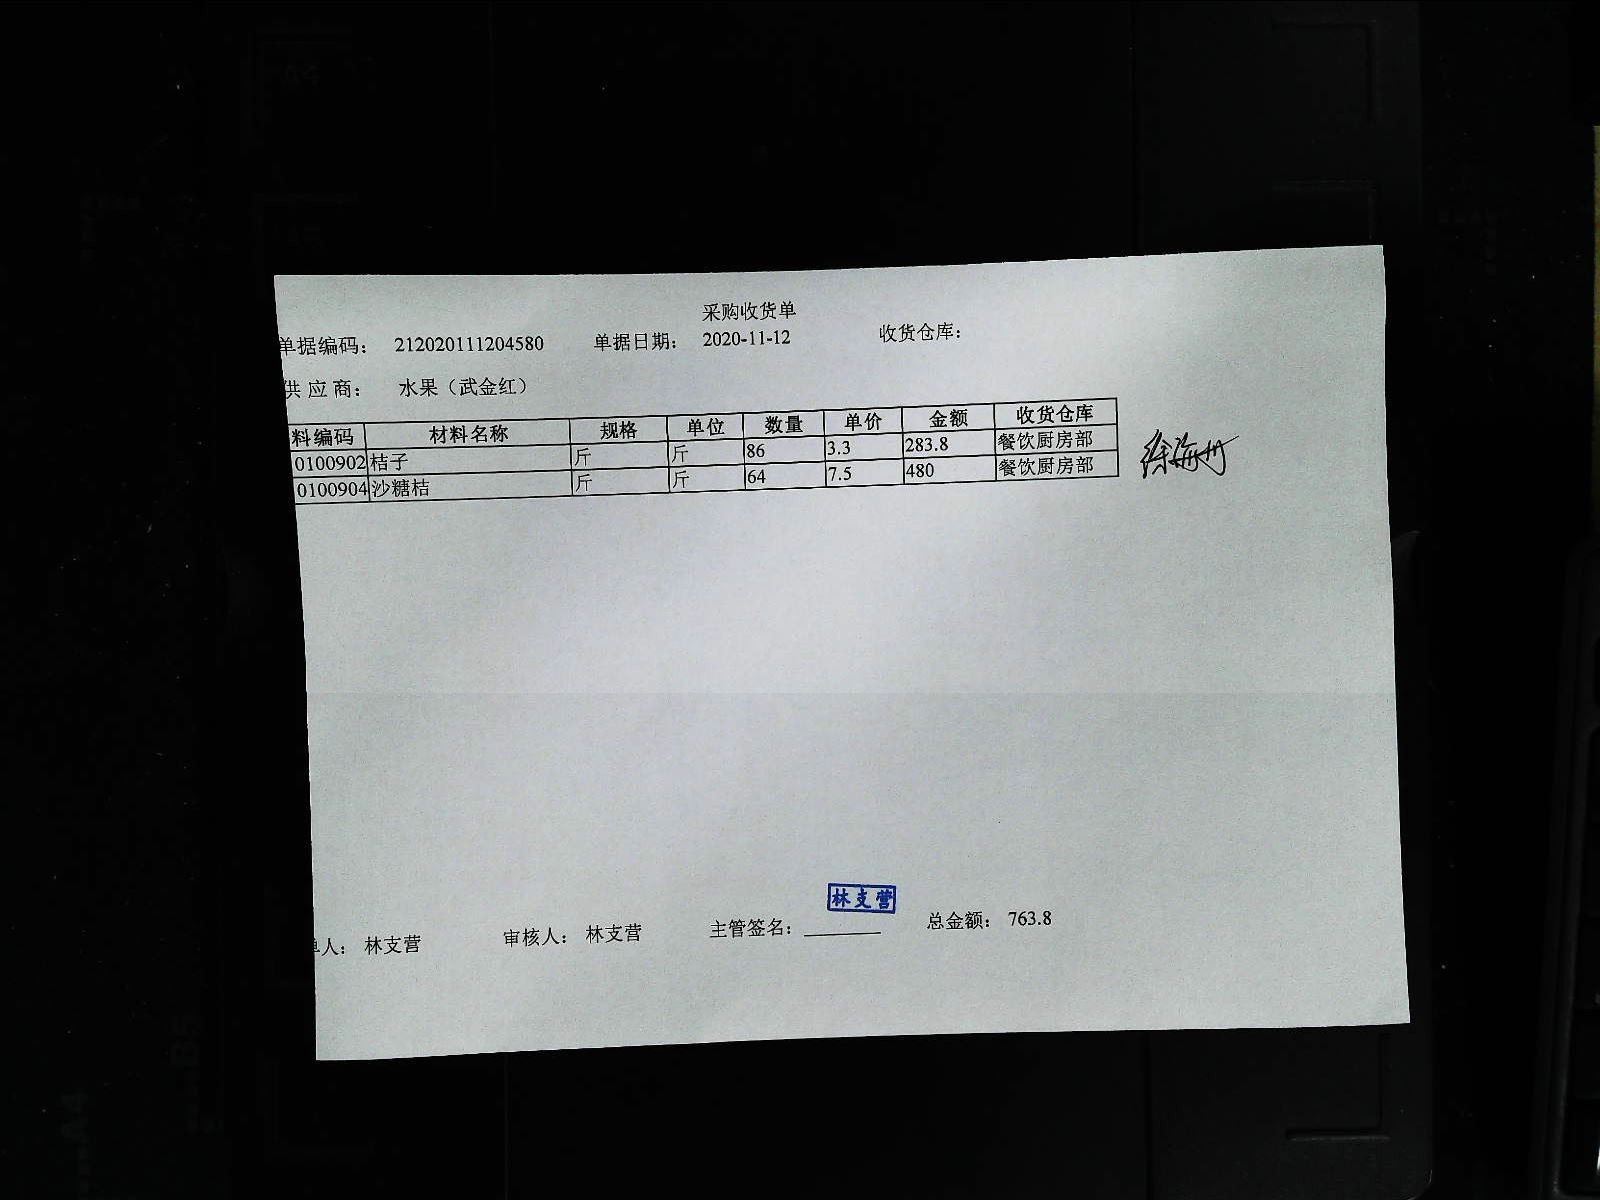 采购收货单
单据编码： 212020111204580 单据日期： 2020-11-12 收货仓库：
供 应 商： 水果（武金红）
料编码 材料名称 规格 单位 数量 单价 金额 收货仓库
0100902 桔子 斤 斤 86 3.3 283.8 餐饮厨房部
0100904 沙糖桔 斤 斤 64 7.5 480 餐饮厨房部
林支营
单人： 林支营 审核人： 林支营 主管签名： 总金额： 763.8